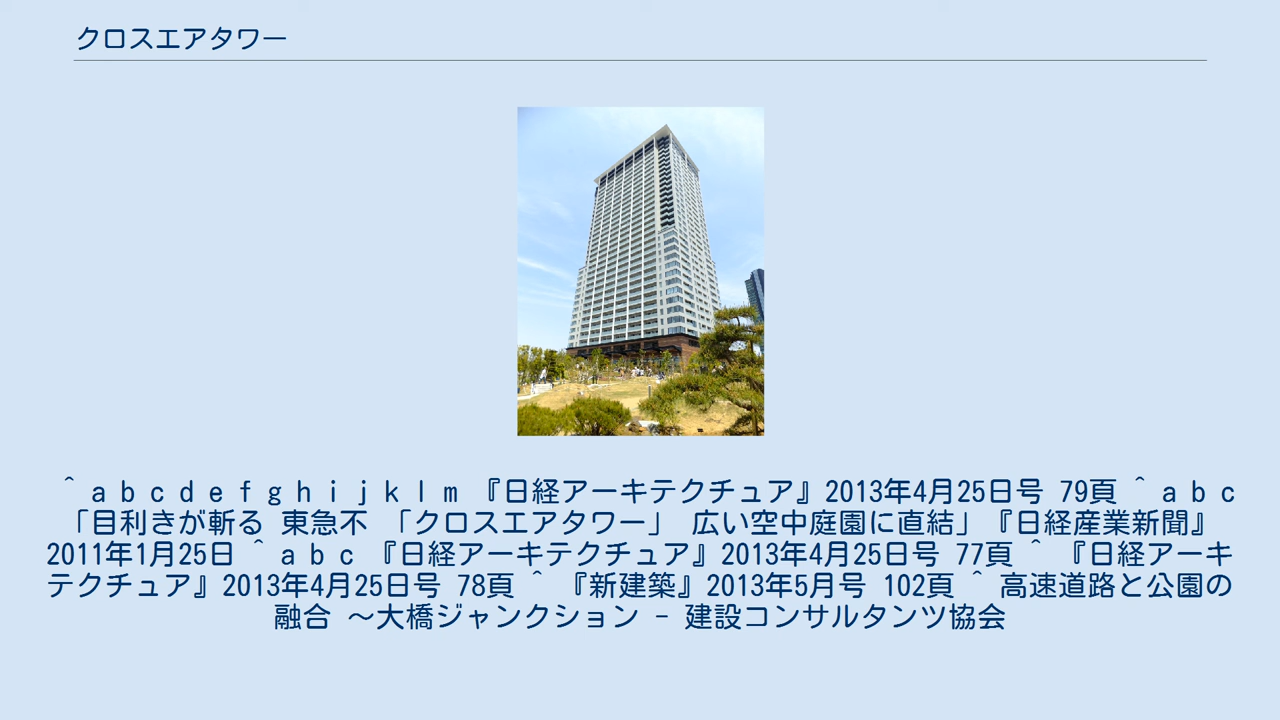 クロスエアタワー
^ a b c d e f g h i j k l m 『日経アーキテクチュア』2013年4月25日号 79頁 ^ a b c
「目利きが斬る 東急不 「クロスエアタワー」 広い空中庭園に直結」『日経産業新聞』
2011年1月25日 ^ a b c 『日経アーキテクチュア』2013年4月25日号 77頁 ^ 『日経アーキ
テクチュア』2013年4月25日号 78頁 ^ 『新建築』2013年5月号 102頁 ^ 高速道路と公園の
融合 ～大橋ジャンクション - 建設コンサルタンツ協会